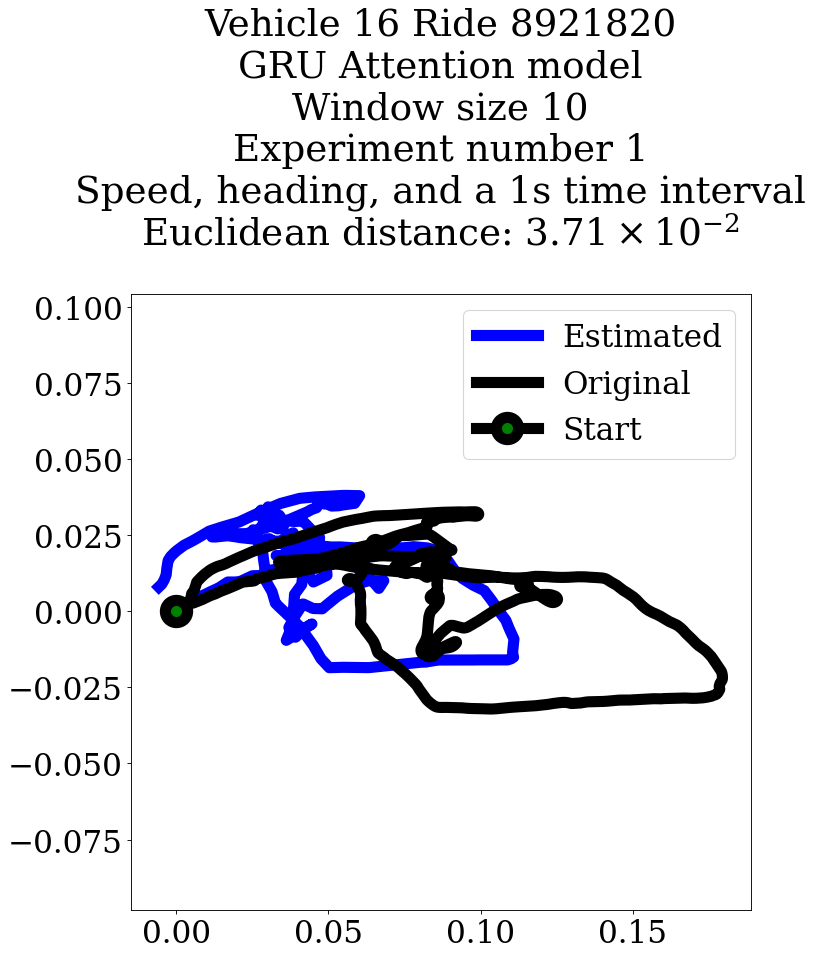 Vehicle 16 Ride 8921820
GRU Attention model
Window size 10
Experiment number 1
Speed, heading, and a 1s time interval
Euclidean distance: 3.71 × 10⁻²
0.100
0.075
0.050
0.025
0.000
−0.025
−0.050
−0.075
Estimated
Original
Start
0.00 0.05 0.10 0.15